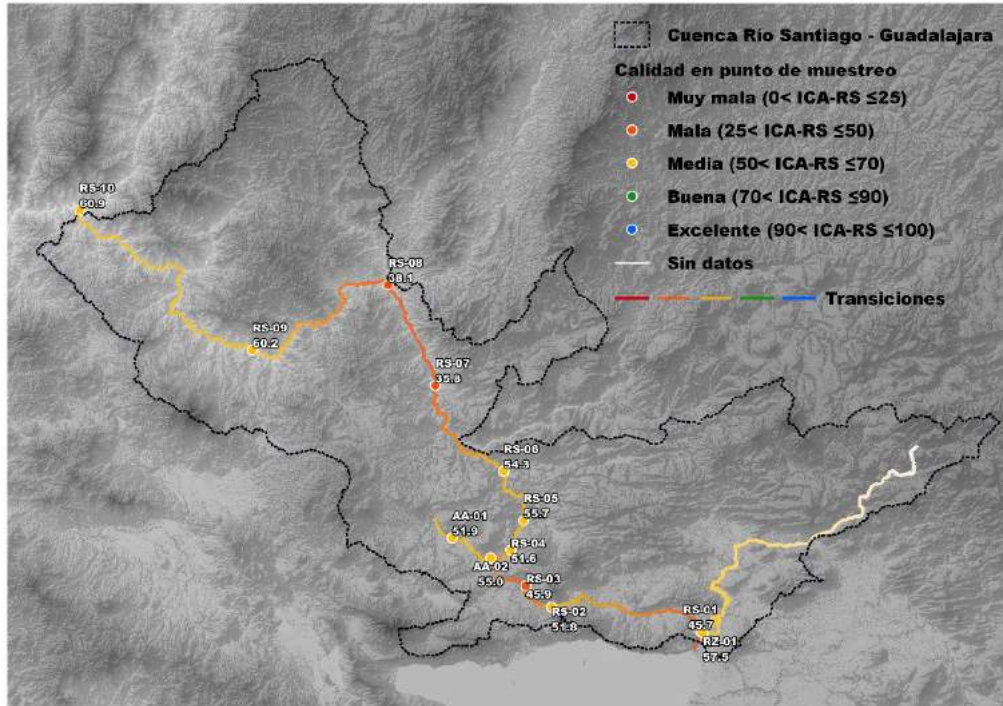 Cuenca Río Santiago - Guadalajara
Calidad en punto de muestreo
Muy mala (0< ICA-RS ≤25)
Mala (25< ICA-RS ≤50)
Media (50< ICA-RS ≤70)
Buena (70< ICA-RS ≤90)
Excelente (90< ICA-RS ≤100)
Sin datos
Transiciones
RS-10
60.9
RS-08
38.1
RS-09
60.2
RS-07
35.8
RS-06
54.3
RS-05
55.7
AA-01
51.9
RS-04
51.6
AA-02
55.0
RS-03
45.9
RS-02
51.8
RS-01
45.7
RZ-01
57.5